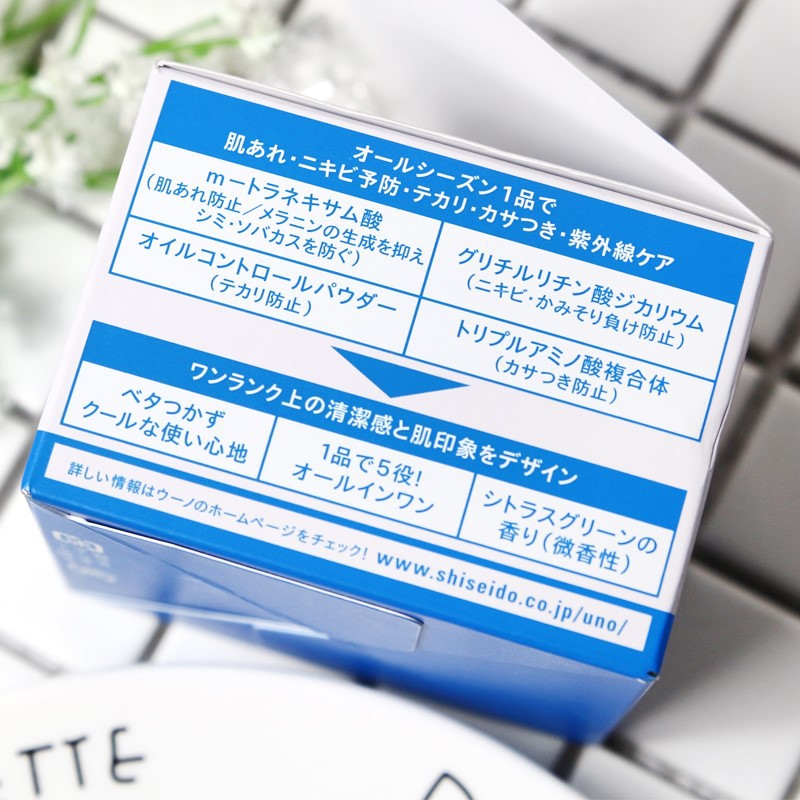 オールシーズン1品で
肌あれ・ニキビ予防・テカリ・カサつき・紫外線ケア
m－トラネキサム酸
（肌あれ防止／メラニンの生成を抑え
シミ・ソバカスを防ぐ）
グリチルリチン酸ジカリウム
（ニキビ・かみそり負け防止）
オイルコントロールパウダー
（テカリ防止）
トリプルアミノ酸複合体
（カサつき防止）
ワンランク上の清潔感と肌印象をデザイン
ベタつかず
クールな使い心地
1品で5役!
オールインワン
シトラスグリーンの
香り（微香性）
詳しい情報はウーノのホームページをチェック! www.shiseido.co.jp/uno/
TTE